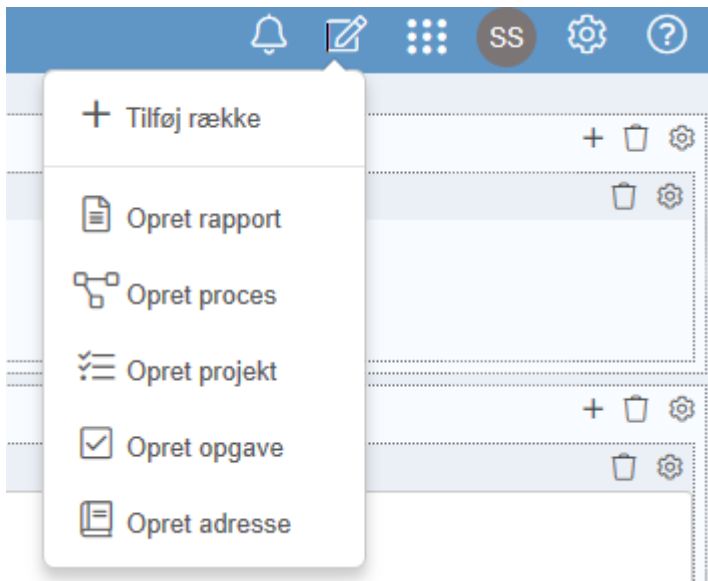 SS
Tilføj række
Opret rapport
Opret proces
Opret projekt
Opret opgave
Opret adresse